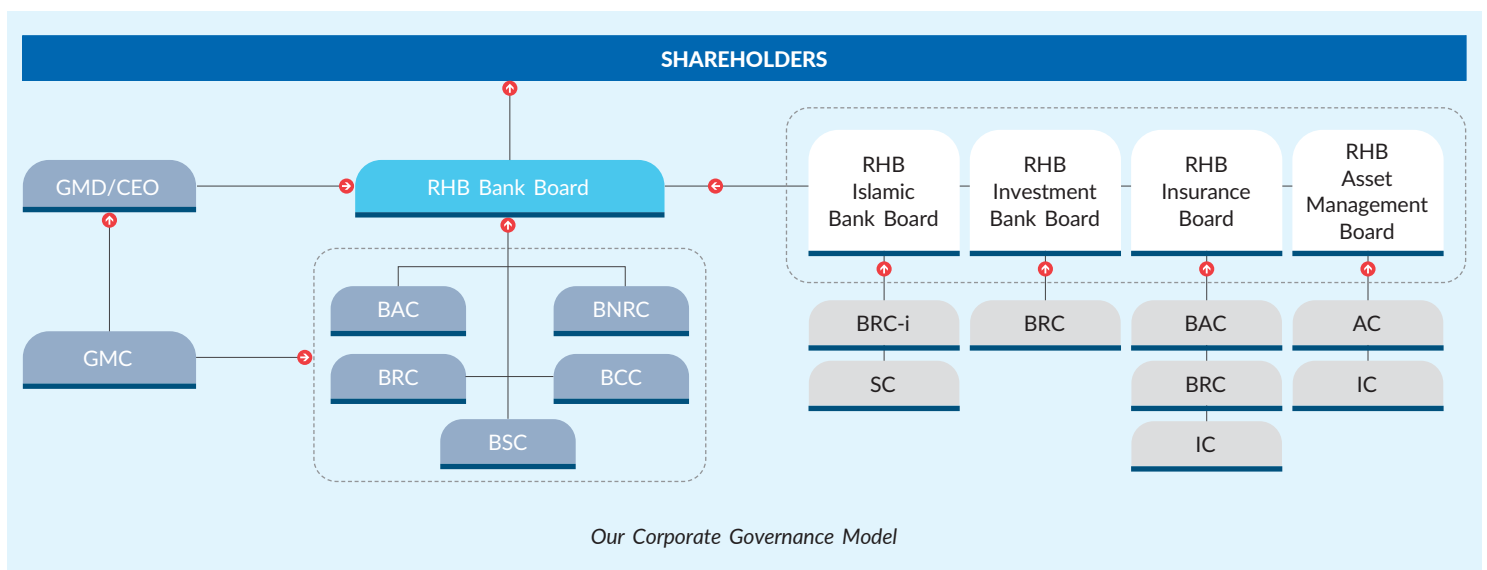 SHAREHOLDERS
GMD/CEO
RHB Bank Board
RHB
Islamic
Bank Board
RHB
Investment
Bank Board
RHB
Insurance
Board
RHB
Asset
Management
Board
GMC
BAC
BNRC
BRC
BCC
BSC
BRC-i
SC
BRC
BAC
BRC
IC
AC
IC
Our Corporate Governance Model